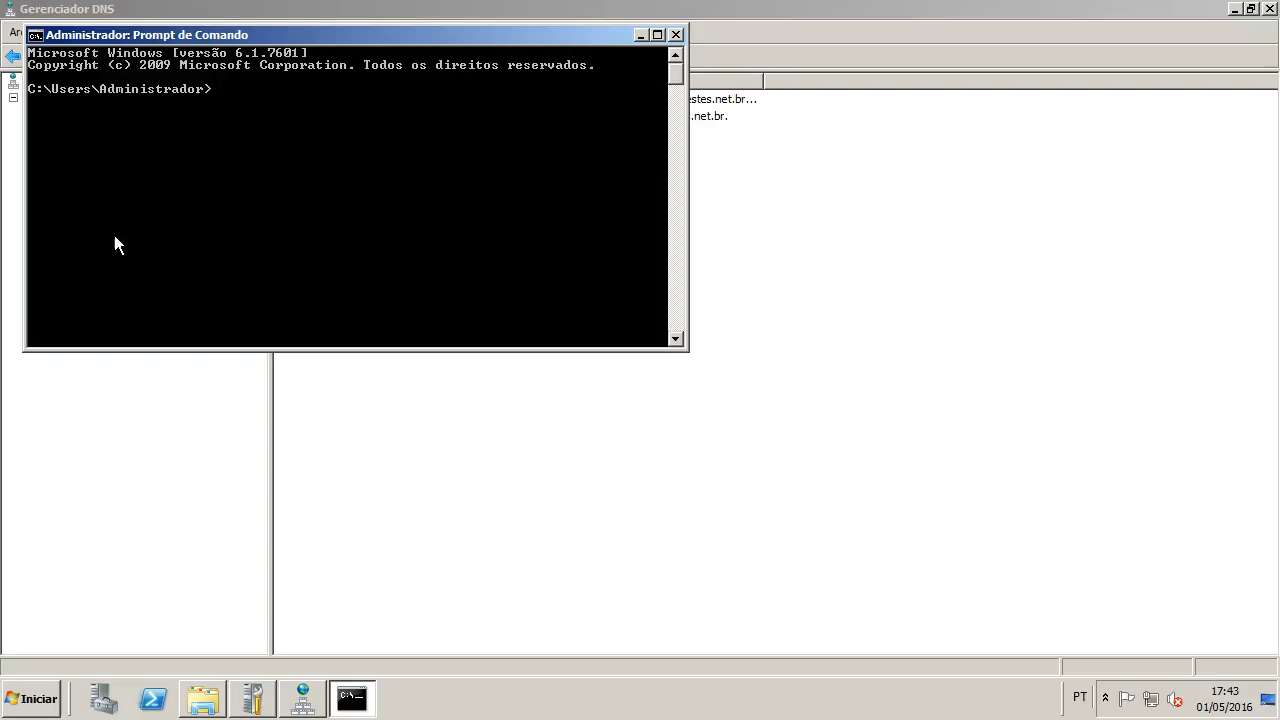 Gerenciador DNS
Administrador: Prompt de Comando
Microsoft Windows [versão 6.1.7601]
Copyright (c) 2009 Microsoft Corporation. Todos os direitos reservados.
C:\Users\Administrador>
estes.net.br...
.net.br.
Iniciar
PT
17:43
01/05/2016